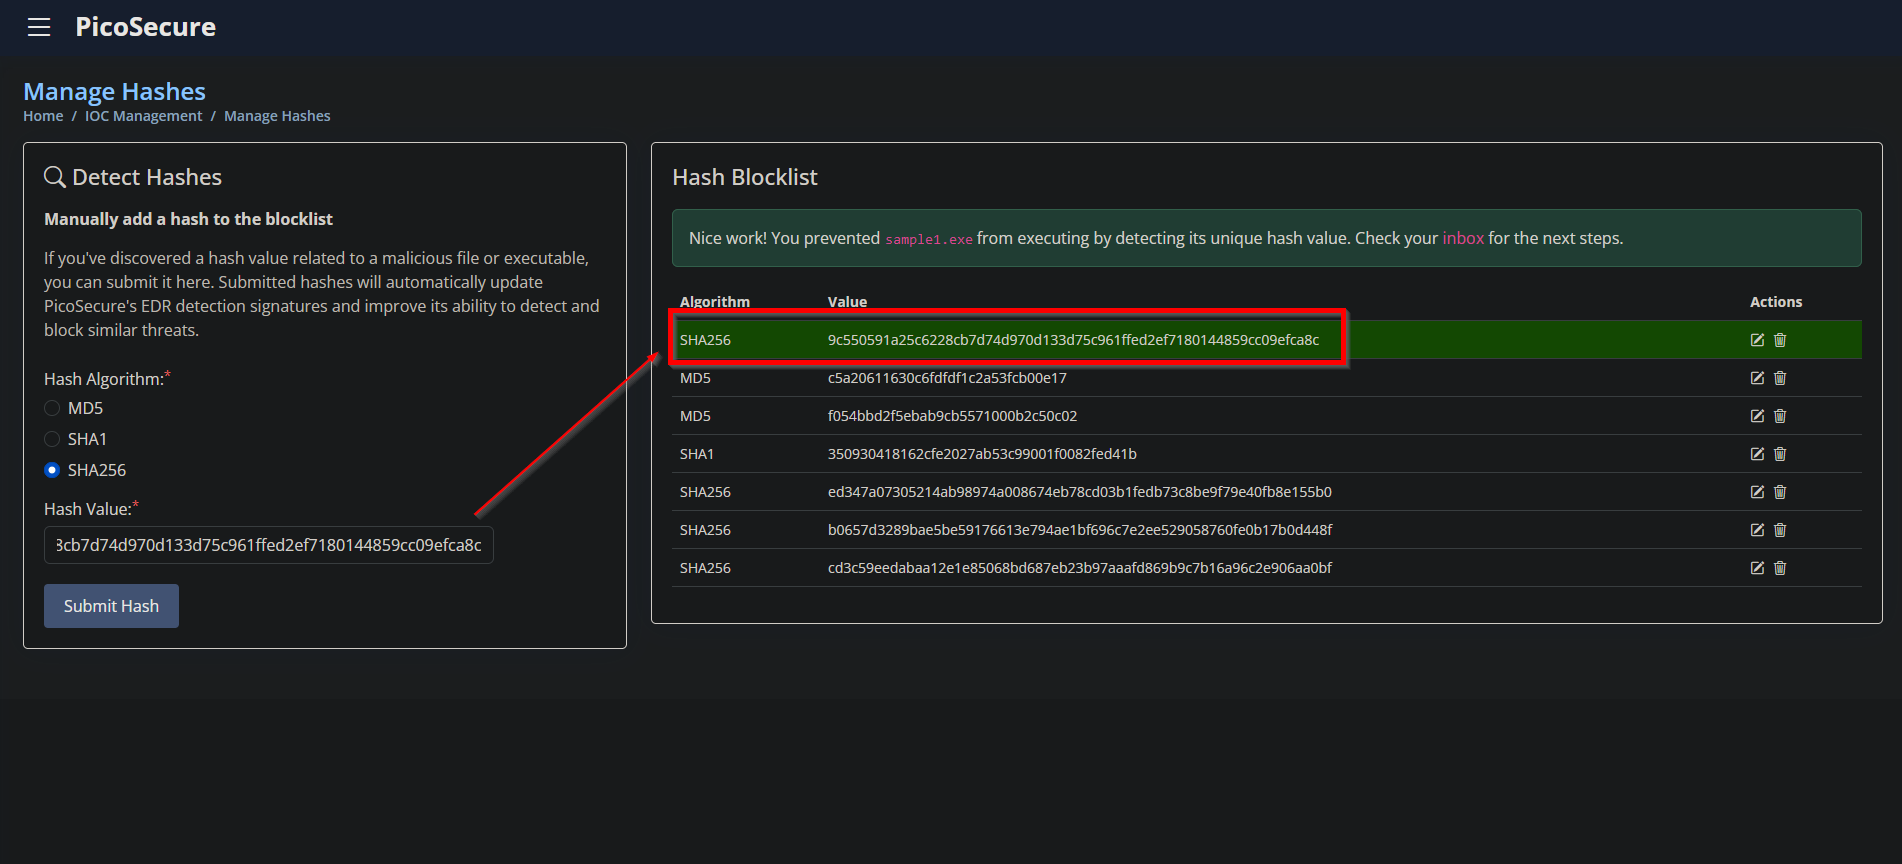 PicoSecure
Manage Hashes
Home / IOC Management / Manage Hashes
Detect Hashes
Manually add a hash to the blocklist
If you've discovered a hash value related to a malicious file or executable,
you can submit it here. Submitted hashes will automatically update
PicoSecure's EDR detection signatures and improve its ability to detect and
block similar threats.
Hash Algorithm:*
MD5
SHA1
SHA256
Hash Value:*
8cb7d74d970d133d75c961ffed2ef7180144859cc09efca8c
Submit Hash
Hash Blocklist
Nice work! You prevented sample1.exe from executing by detecting its unique hash value. Check your inbox for the next steps.
Algorithm Value Actions
SHA256 9c550591a25c6228cb7d74d970d133d75c961ffed2ef7180144859cc09efca8c
MD5 c5a20611630c6fdfdf1c2a53fcb00e17
MD5 f054bbd2f5ebab9cb5571000b2c50c02
SHA1 350930418162cfe2027ab53c99001f0082fed41b
SHA256 ed347a07305214ab98974a008674eb78cd03b1fedb73c8be9f79e40fb8e155b0
SHA256 b0657d3289bae5be59176613e794ae1bf696c7e2ee529058760fe0b17b0d448f
SHA256 cd3c59eedabaa12e1e85068bd687eb23b97aaafd869b9c7b16a96c2e906aa0bf